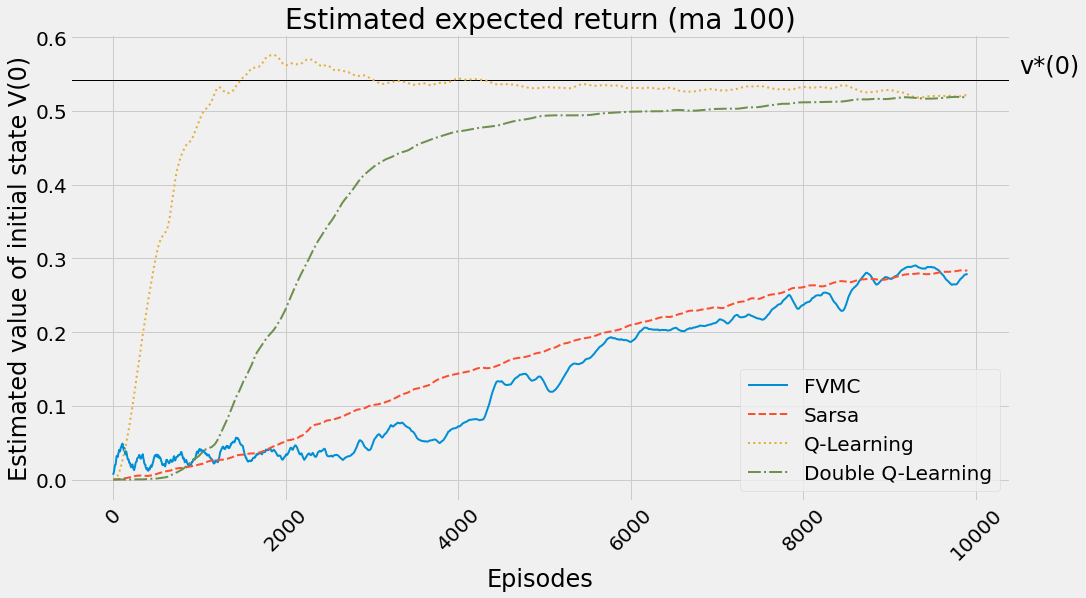 Estimated expected return (ma 100)
Estimated value of initial state V(0)
0.6
0.5
0.4
0.3
0.2
0.1
0.0
v*(0)
FVMC
Sarsa
Q-Learning
Double Q-Learning
0
2000
4000
6000
8000
10000
Episodes